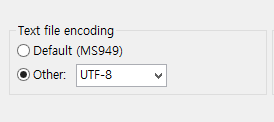 Text file encoding
Default (MS949)
Other: UTF-8